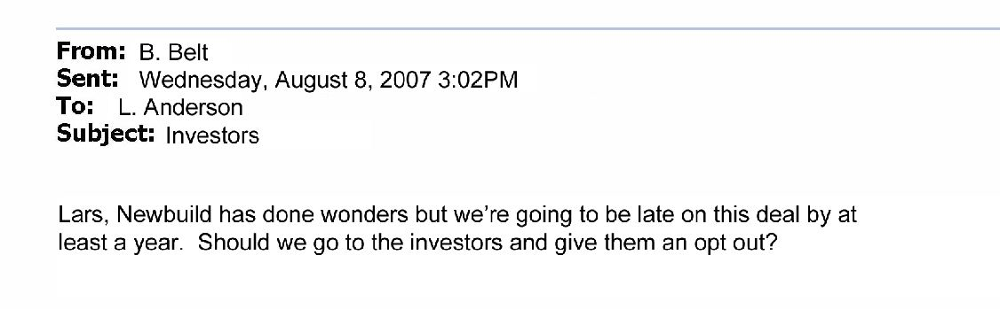 From: B. Belt
Sent: Wednesday, August 8, 2007 3:02PM
To: L. Anderson
Subject: Investors
Lars, Newbuild has done wonders but we’re going to be late on this deal by at
least a year. Should we go to the investors and give them an opt out?